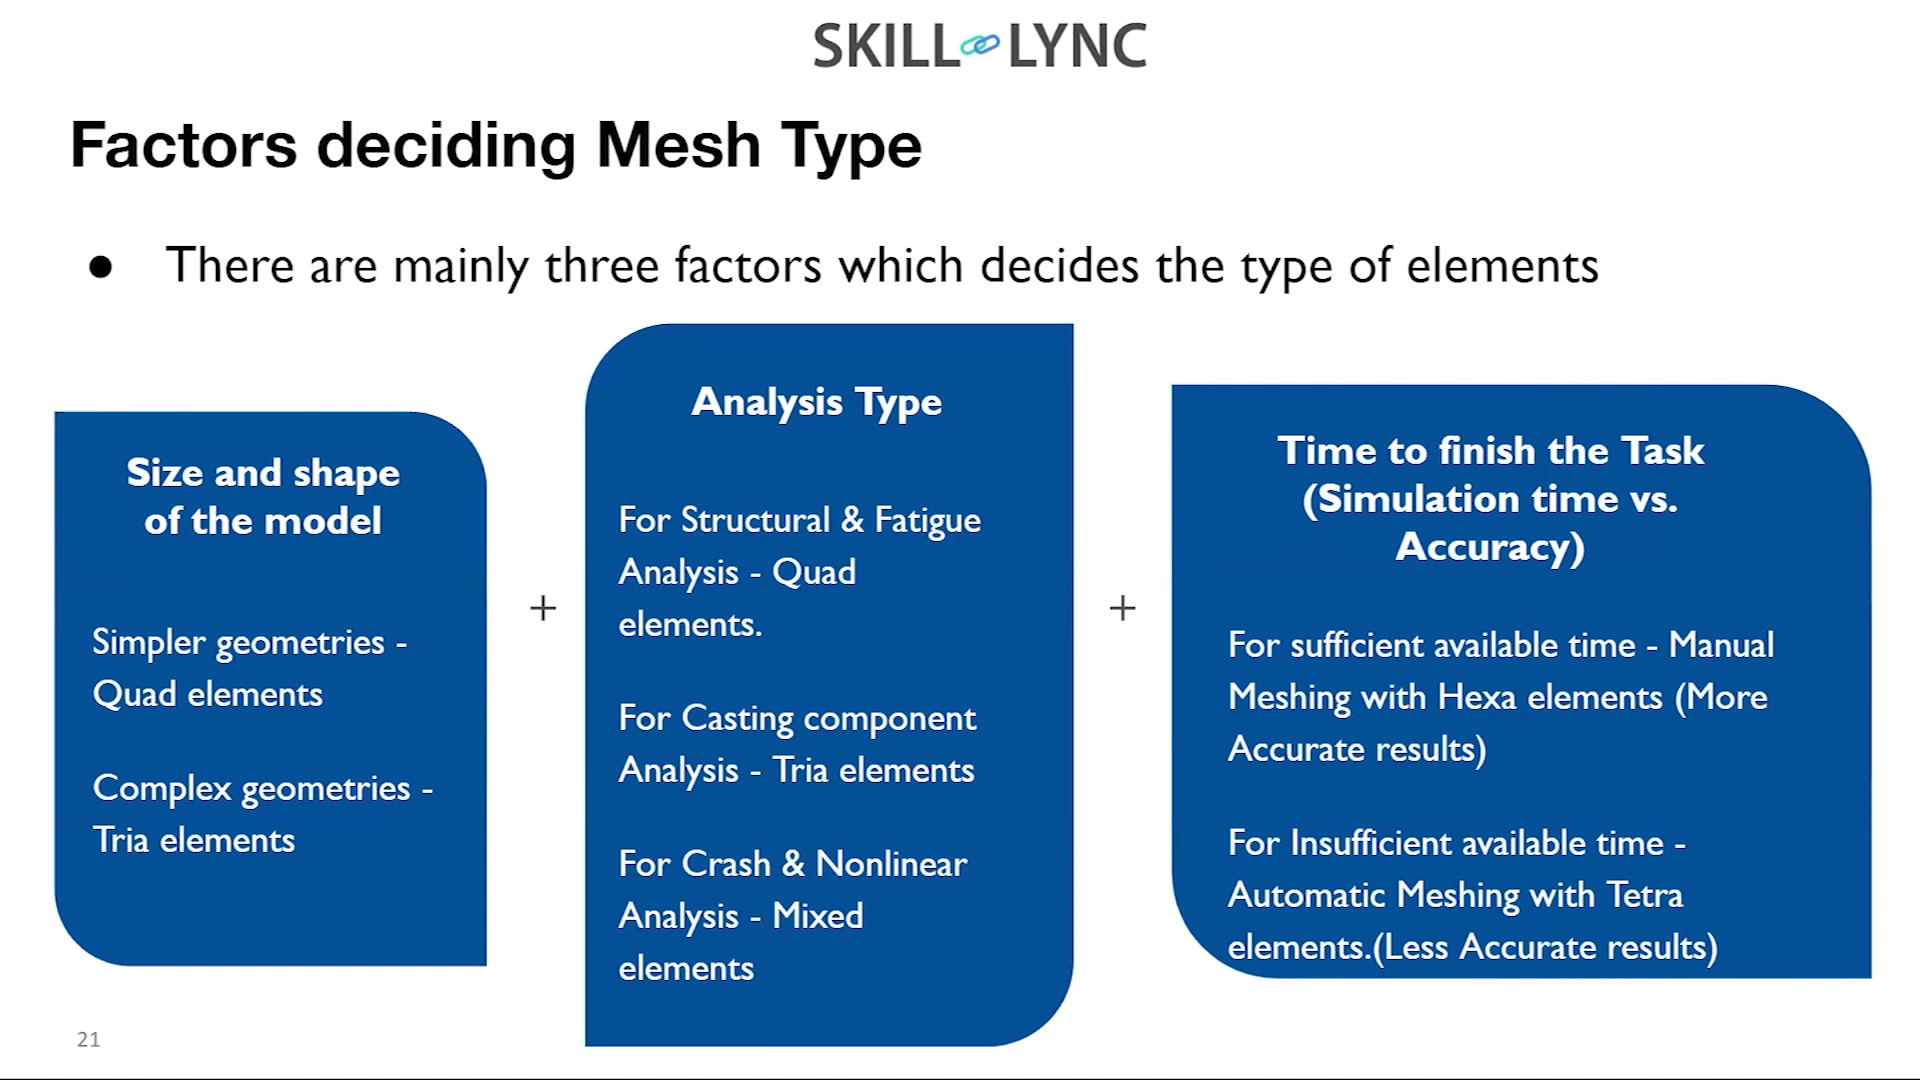 SKILL LYNC
Factors deciding Mesh Type
● There are mainly three factors which decides the type of elements
Size and shape
of the model
Simpler geometries -
Quad elements
Complex geometries -
Tria elements
+
Analysis Type
For Structural & Fatigue
Analysis - Quad
elements.
For Casting component
Analysis - Tria elements
For Crash & Nonlinear
Analysis - Mixed
elements
+
Time to finish the Task
(Simulation time vs.
Accuracy)
For sufficient available time - Manual
Meshing with Hexa elements (More
Accurate results)
For Insufficient available time -
Automatic Meshing with Tetra
elements.(Less Accurate results)
21